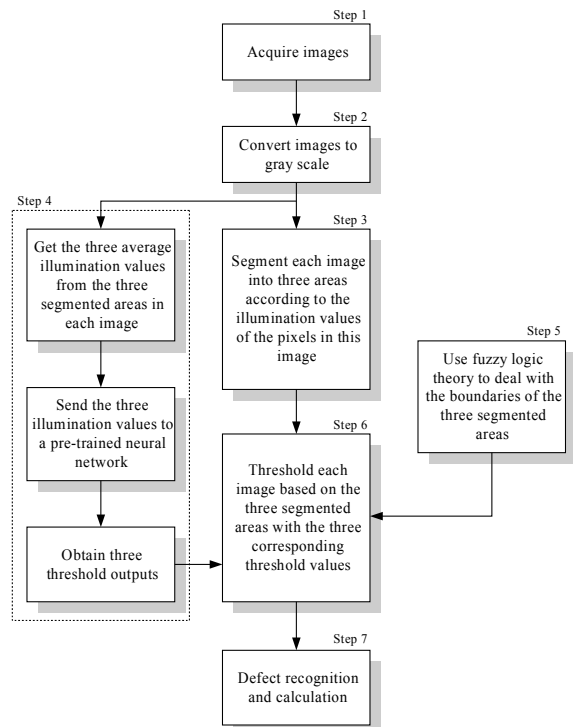 Step 1
Acquire images
Step 2
Convert images to
gray scale
Step 4
Get the three average
illumination values
from the three
segmented areas in
each image
Send the three
illumination values to
a pre-trained neural
network
Obtain three
threshold outputs
Step 3
Segment each image
into three areas
according to the
illumination values
of the pixels in this
image
Step 5
Use fuzzy logic
theory to deal with
the boundaries of the
three segmented
areas
Step 6
Threshold each
image based on the
three segmented
areas with the three
corresponding
threshold values
Step 7
Defect recognition
and calculation